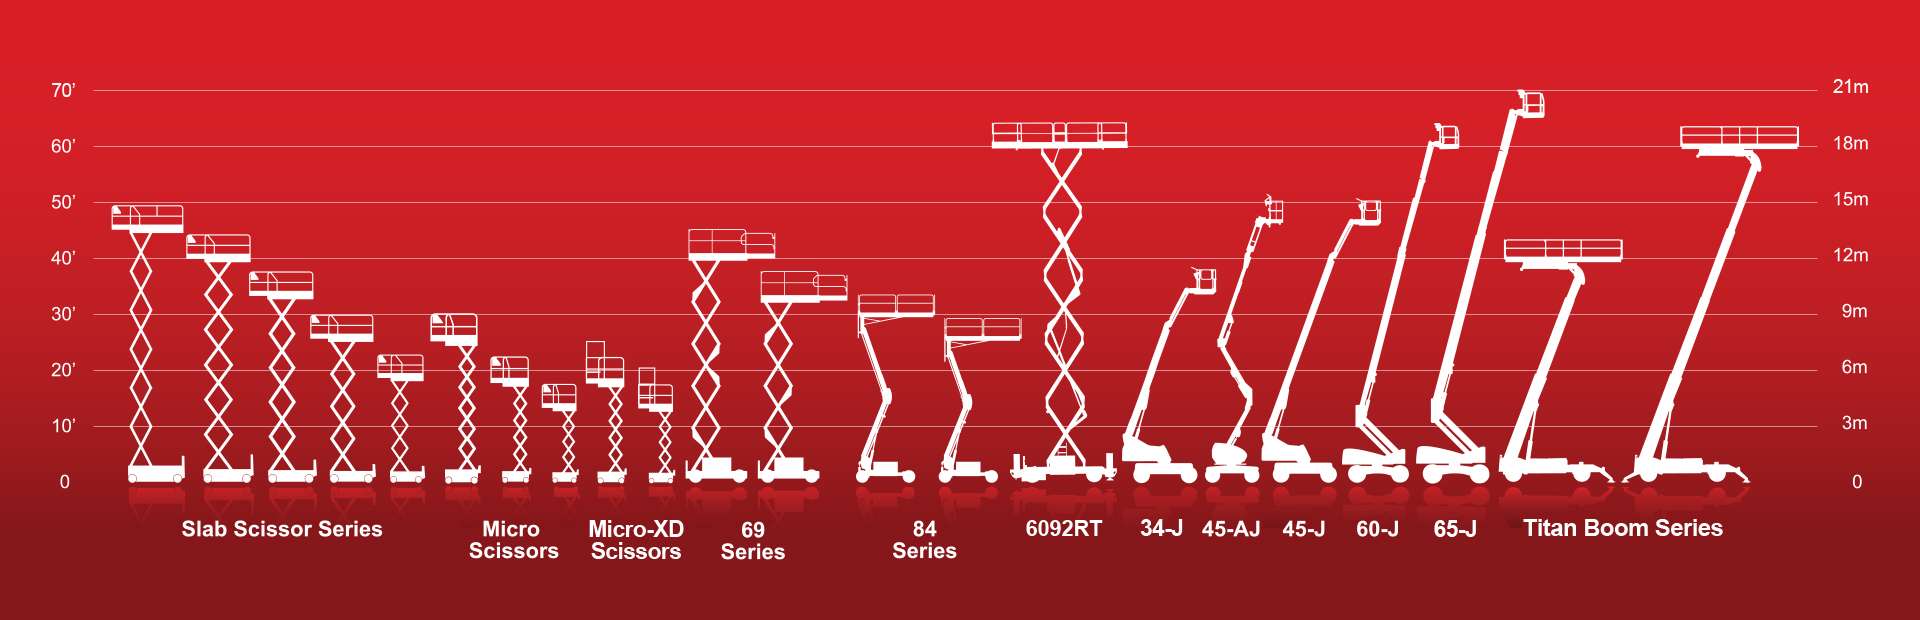 70’
60’
50’
40’
30’
20’
10’
0
21m
18m
15m
12m
9m
6m
3m
0
Slab Scissor Series
Micro
Scissors
Micro-XD
Scissors
69
Series
84
Series
6092RT
34-J
45-AJ
45-J
60-J
65-J
Titan Boom Series